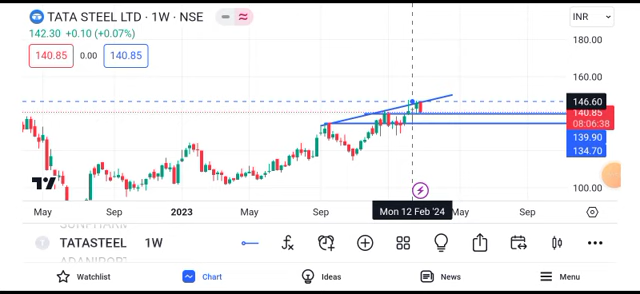 TATA STEEL LTD · 1W · NSE
INR
142.30 +0.10 (+0.07%)
140.85 0.00 140.85
180.00
160.00
146.60
140.85
08:06:38
139.90
134.70
100.00
May Sep 2023 May Sep Mon 12 Feb '24 May Sep
TATASTEEL 1W
Watchlist Chart Ideas News Menu